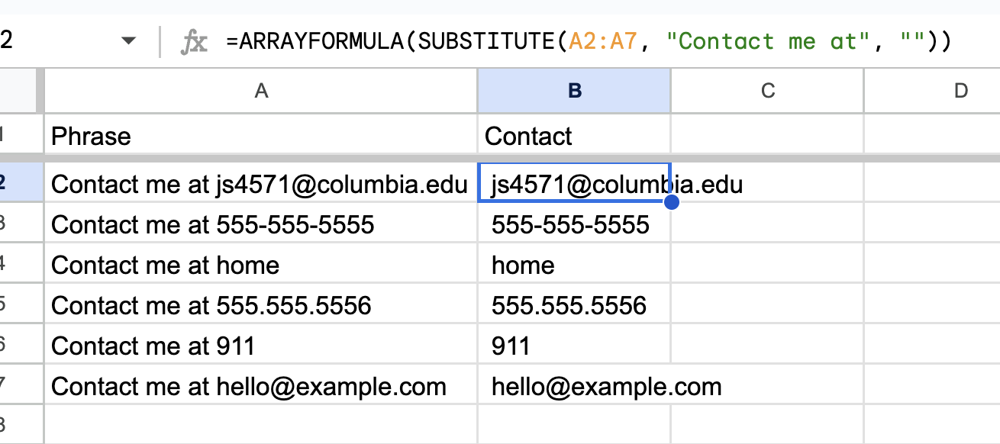 2 fx =ARRAYFORMULA(SUBSTITUTE(A2:A7, "Contact me at", ""))
A B C D
1 Phrase Contact
2 Contact me at js4571@columbia.edu js4571@columbia.edu
3 Contact me at 555-555-5555 555-555-5555
4 Contact me at home home
5 Contact me at 555.555.5556 555.555.5556
6 Contact me at 911 911
7 Contact me at hello@example.com hello@example.com
8